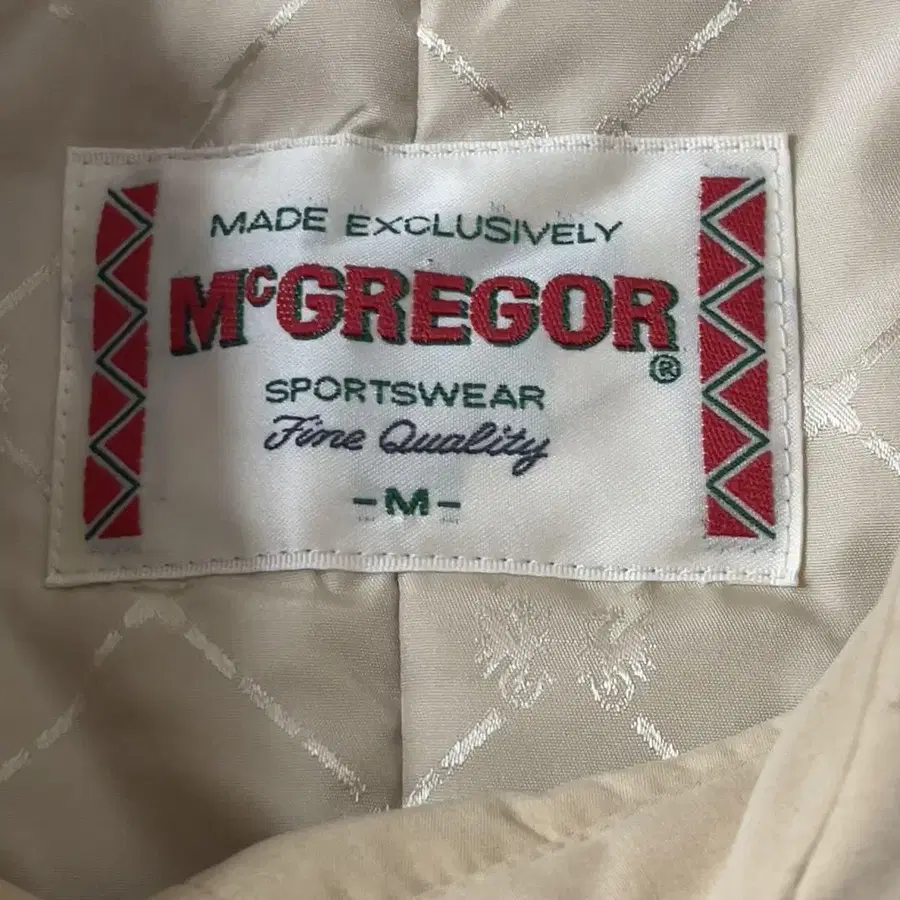 MADE EXCLUSIVELY
McGREGOR
®
SPORTSWEAR
Fine Quality
-M-